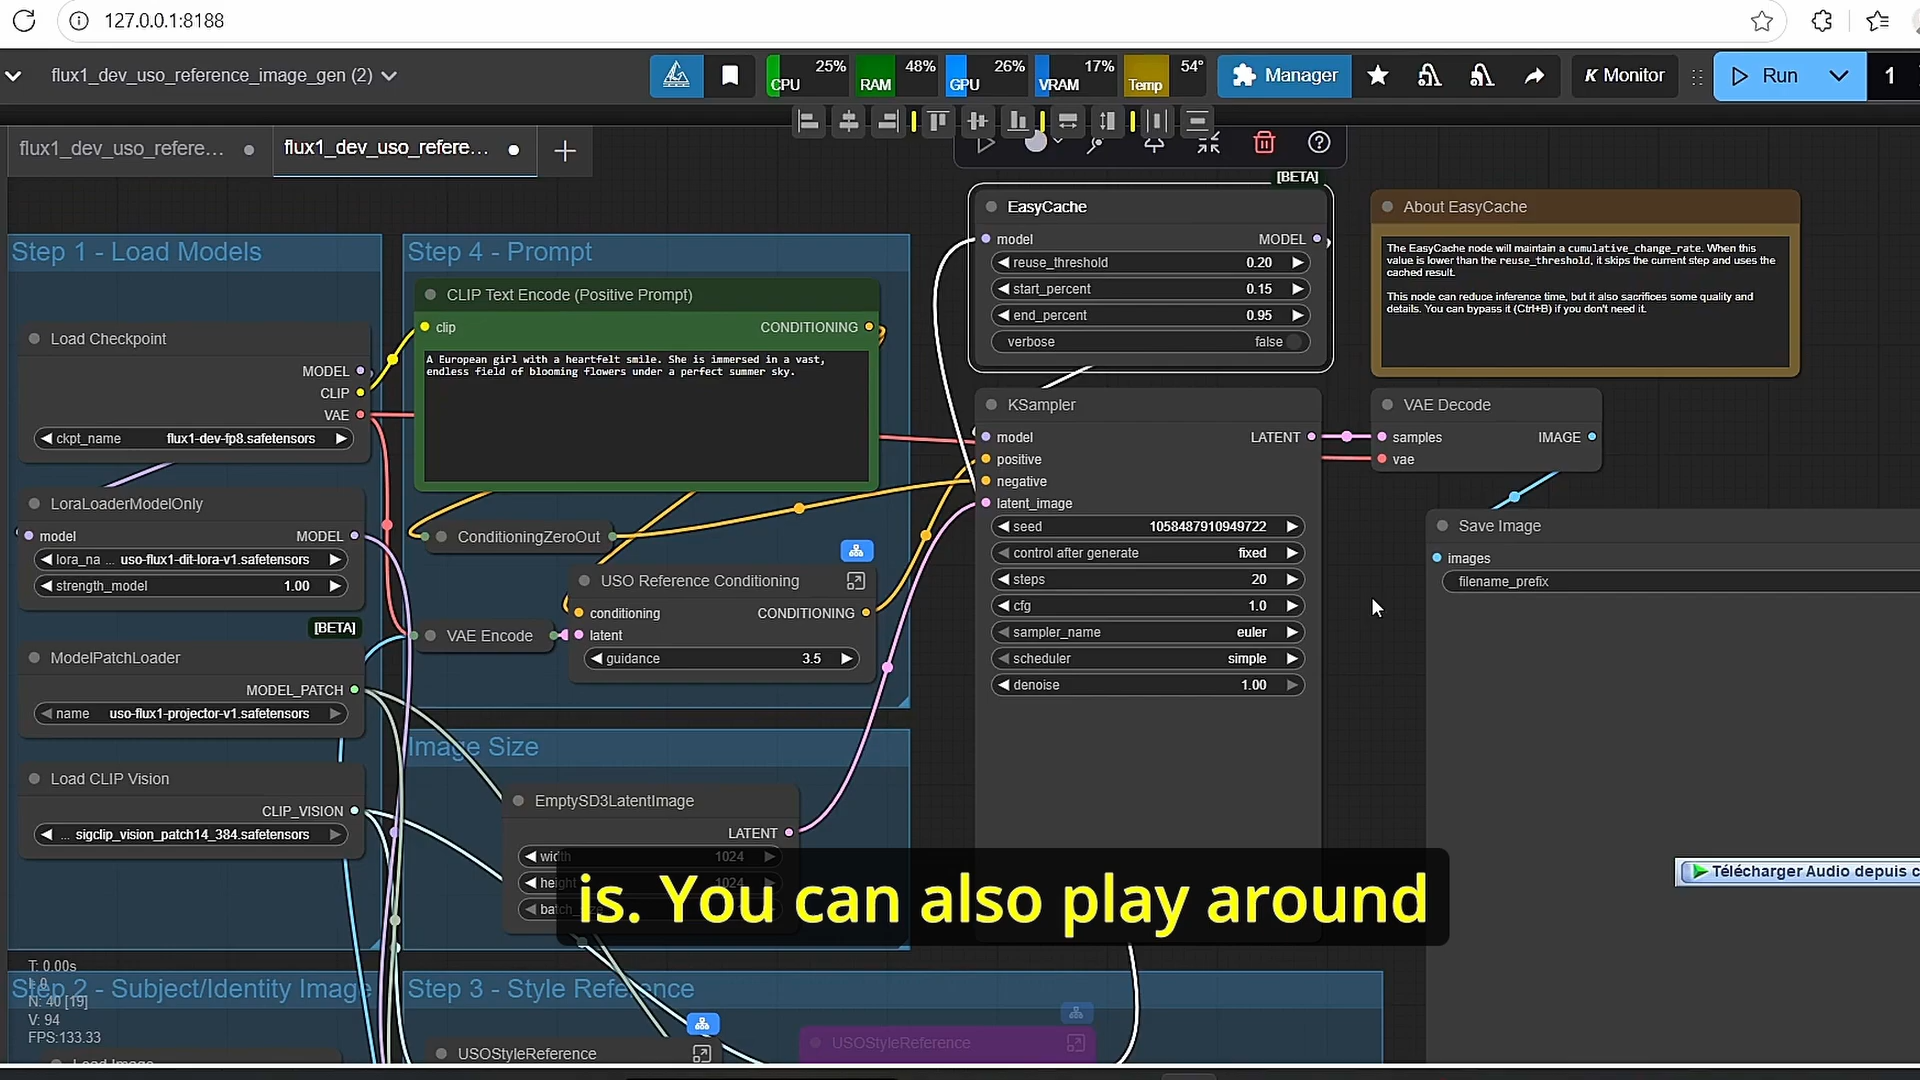 127.0.0.1:8188
flux1_dev_uso_reference_image_gen (2)
CPU 25%
RAM 48%
GPU 26%
VRAM 17%
Temp 54°
Manager
K Monitor
Run
1
flux1_dev_uso_refere...
flux1_dev_uso_refere...
[BETA]
EasyCache
model MODEL
reuse_threshold 0.20
start_percent 0.15
end_percent 0.95
verbose false
About EasyCache
The EasyCache node will maintain a cumulative_change_rate. When this
value is lower than the reuse_threshold, it skips the current step and uses the
cached result.
This node can reduce inference time, but it also sacrifices some quality and
details. You can bypass it (Ctrl+B) if you don't need it.
Step 1 - Load Models
Load Checkpoint
MODEL
CLIP
VAE
ckpt_name flux1-dev-fp8.safetensors
LoraLoaderModelOnly
model MODEL
lora_na ... uso-flux1-dit-lora-v1.safetensors
strength_model 1.00
[BETA]
ModelPatchLoader
MODEL_PATCH
name uso-flux1-projector-v1.safetensors
Load CLIP Vision
CLIP_VISION
... sigclip_vision_patch14_384.safetensors
Step 4 - Prompt
CLIP Text Encode (Positive Prompt)
clip CONDITIONING
A European girl with a heartfelt smile. She is immersed in a vast,
endless field of blooming flowers under a perfect summer sky.
ConditioningZeroOut
USO Reference Conditioning
conditioning CONDITIONING
latent
guidance 3.5
VAE Encode
Image Size
EmptySD3LatentImage
LATENT
width 1024
height 1024
KSampler
model LATENT
positive
negative
latent_image
seed 1058487910949722
control after generate fixed
steps 20
cfg 1.0
sampler_name euler
scheduler simple
denoise 1.00
VAE Decode
samples IMAGE
vae
Save Image
images
filename_prefix
Télécharger Audio depuis c
is. You can also play around
T: 0.00s
N: 40 [19]
V: 94
FPS:133.33
Step 2 - Subject/Identity Image
Step 3 - Style Reference
Load Image
USOStyleReference
USOStyleReference